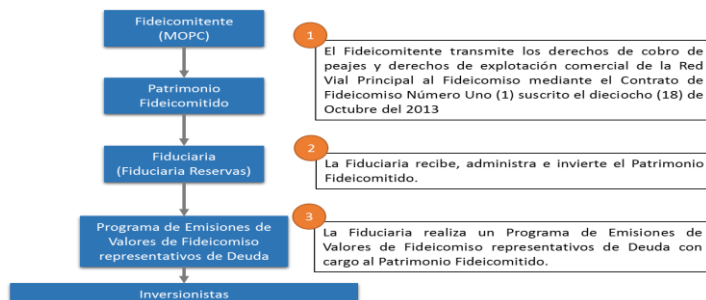 Fideicomitente
(MOPC)
1
El Fideicomitente transmite los derechos de cobro de
peajes y derechos de explotación comercial de la Red
Vial Principal al Fideicomiso mediante el Contrato de
Fideicomiso Número Uno (1) suscrito el dieciocho (18) de
Octubre del 2013
Patrimonio
Fideicomitido
2
La Fiduciaria recibe, administra e invierte el Patrimonio
Fideicomitido.
Fiduciaria
(Fiduciaria Reservas)
3
La Fiduciaria realiza un Programa de Emisiones de
Valores de Fideicomiso representativos de Deuda con
cargo al Patrimonio Fideicomitido.
Programa de Emisiones de
Valores de Fideicomiso
representativos de Deuda
Inversionistas